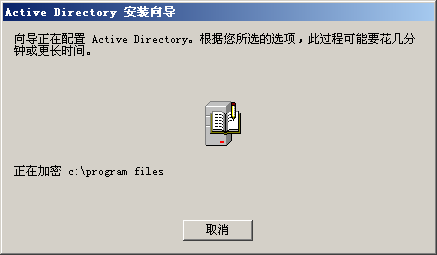 Active Directory 安装向导
向导正在配置 Active Directory。根据您所选的选项，此过程可能要花几分
钟或更长时间。
正在加密 c:\program files
取消